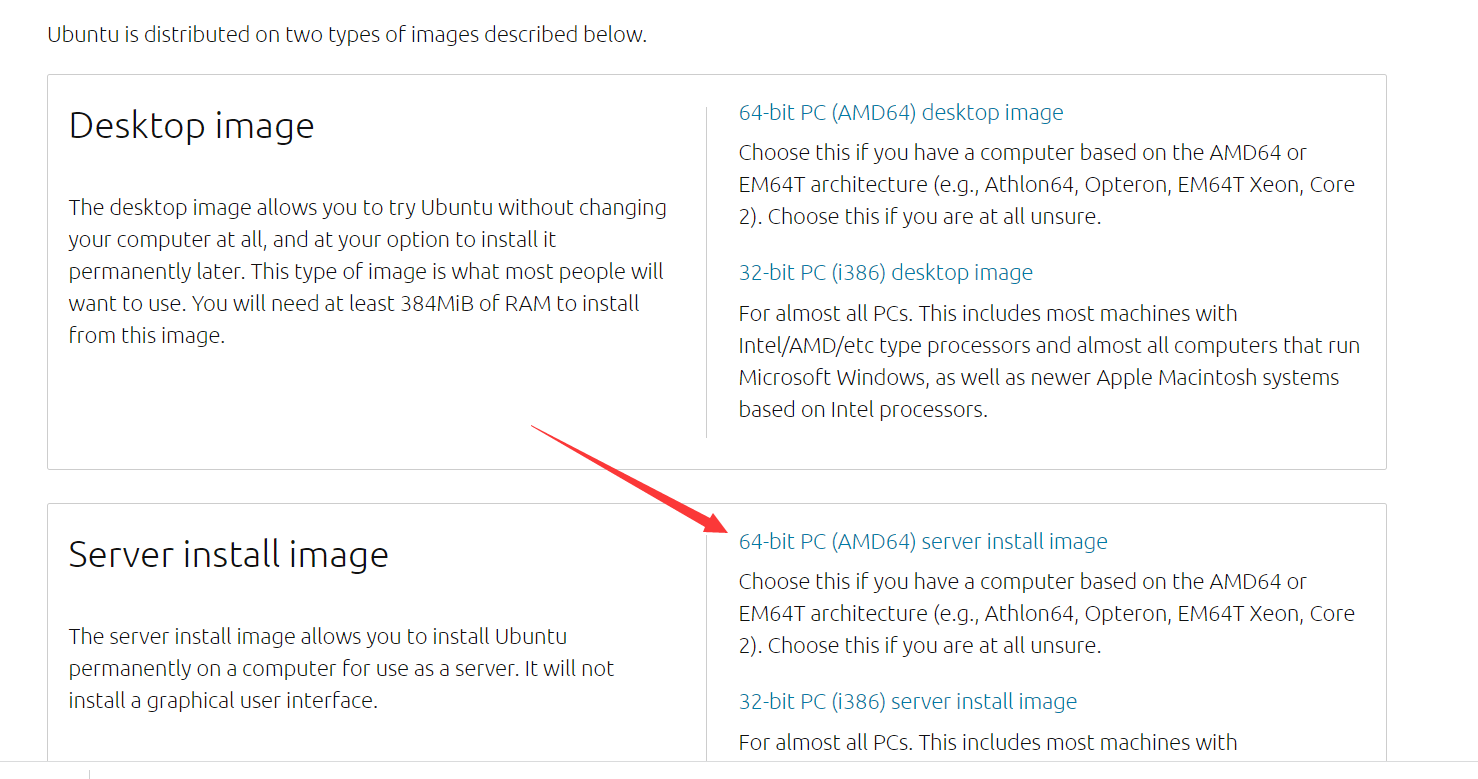 Ubuntu is distributed on two types of images described below.
Desktop image
The desktop image allows you to try Ubuntu without changing
your computer at all, and at your option to install it
permanently later. This type of image is what most people will
want to use. You will need at least 384MiB of RAM to install
from this image.
64-bit PC (AMD64) desktop image
Choose this if you have a computer based on the AMD64 or
EM64T architecture (e.g., Athlon64, Opteron, EM64T Xeon, Core
2). Choose this if you are at all unsure.
32-bit PC (i386) desktop image
For almost all PCs. This includes most machines with
Intel/AMD/etc type processors and almost all computers that run
Microsoft Windows, as well as newer Apple Macintosh systems
based on Intel processors.
Server install image
The server install image allows you to install Ubuntu
permanently on a computer for use as a server. It will not
install a graphical user interface.
64-bit PC (AMD64) server install image
Choose this if you have a computer based on the AMD64 or
EM64T architecture (e.g., Athlon64, Opteron, EM64T Xeon, Core
2). Choose this if you are at all unsure.
32-bit PC (i386) server install image
For almost all PCs. This includes most machines with